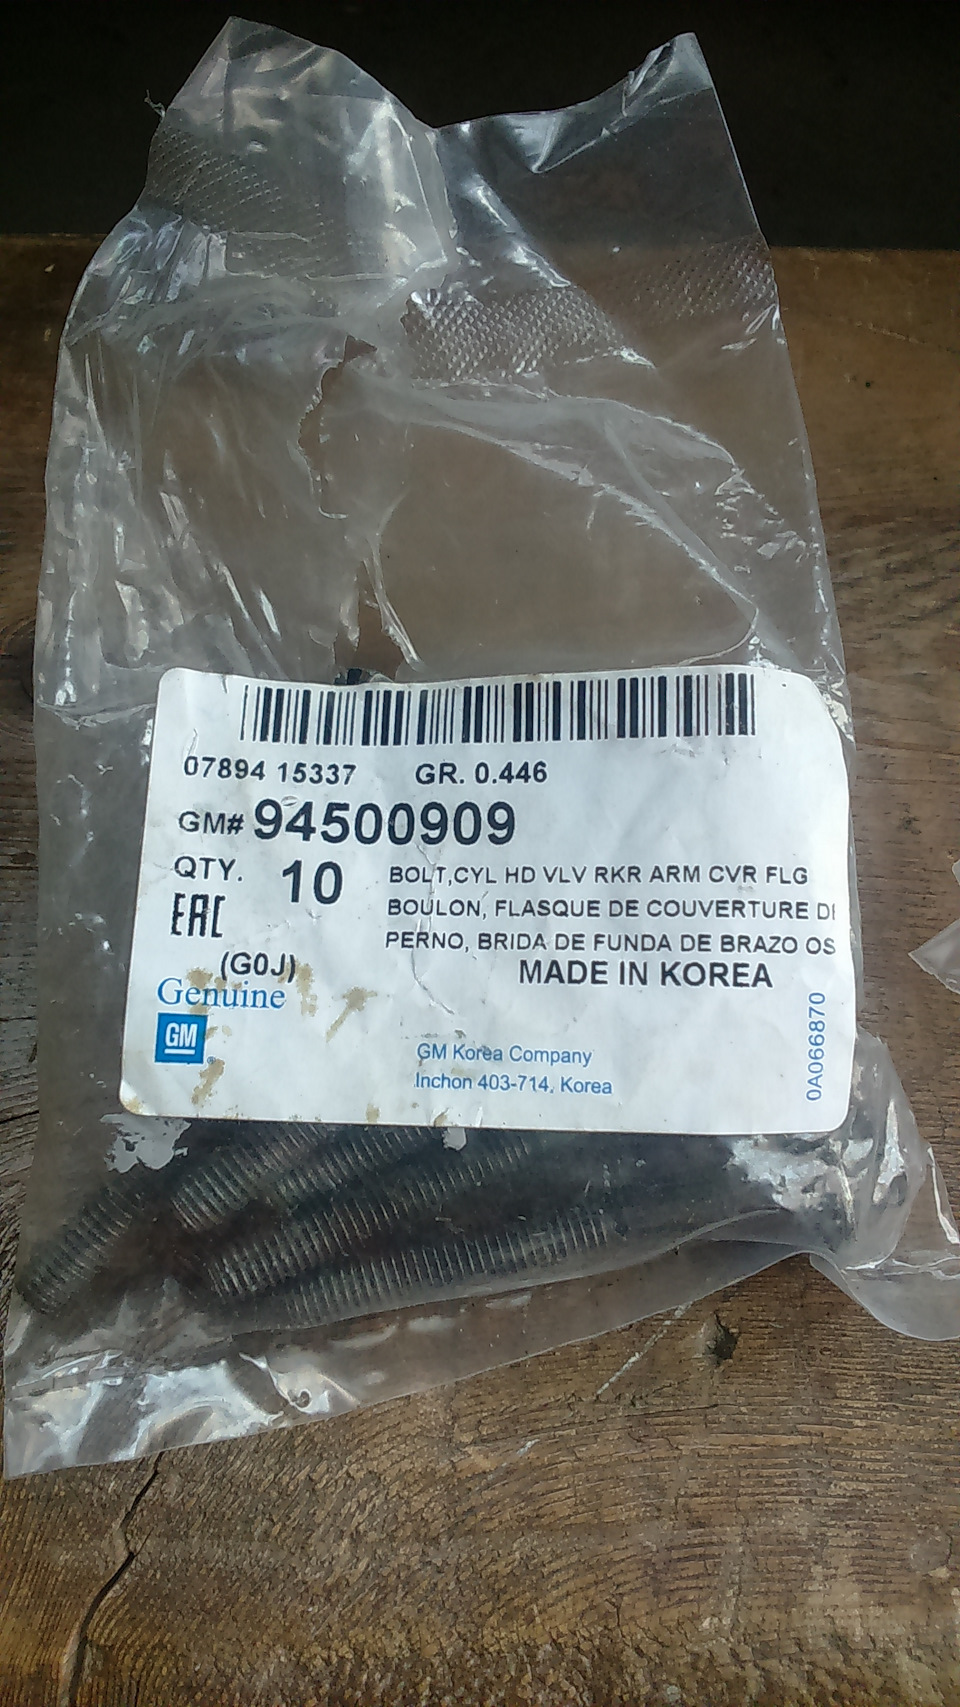 07894 15337 GR. 0.446
GM# 94500909
QTY. 10
BOLT,CYL HD VLV RKR ARM CVR FLG
BOULON, FLASQUE DE COUVERTURE DE
PERNO, BRIDA DE FUNDA DE BRAZO OS
EAC
(G0J)
MADE IN KOREA
Genuine
GM
GM Korea Company
Inchon 403-714, Korea
0A066870